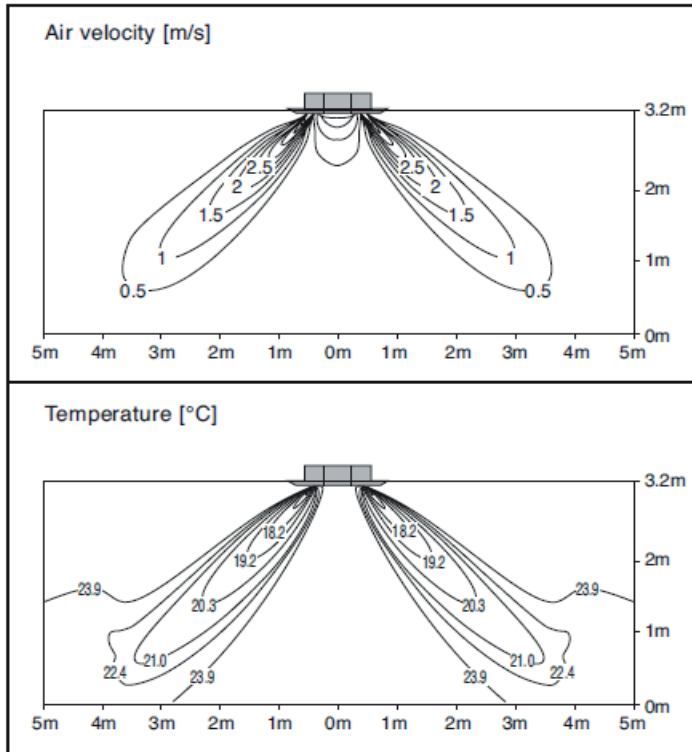 Air velocity [m/s]
3.2m
2.5 2.5
2 2 2m
1.5 1.5
1 1 1m
0.5 0.5
0m
5m 4m 3m 2m 1m 0m 1m 2m 3m 4m 5m
Temperature [°C]
3.2m
18.2 18.2
19.2 19.2 2m
23.9 20.3 20.3 23.9
1m
22.4 21.0 23.9 23.9 21.0 22.4
0m
5m 4m 3m 2m 1m 0m 1m 2m 3m 4m 5m